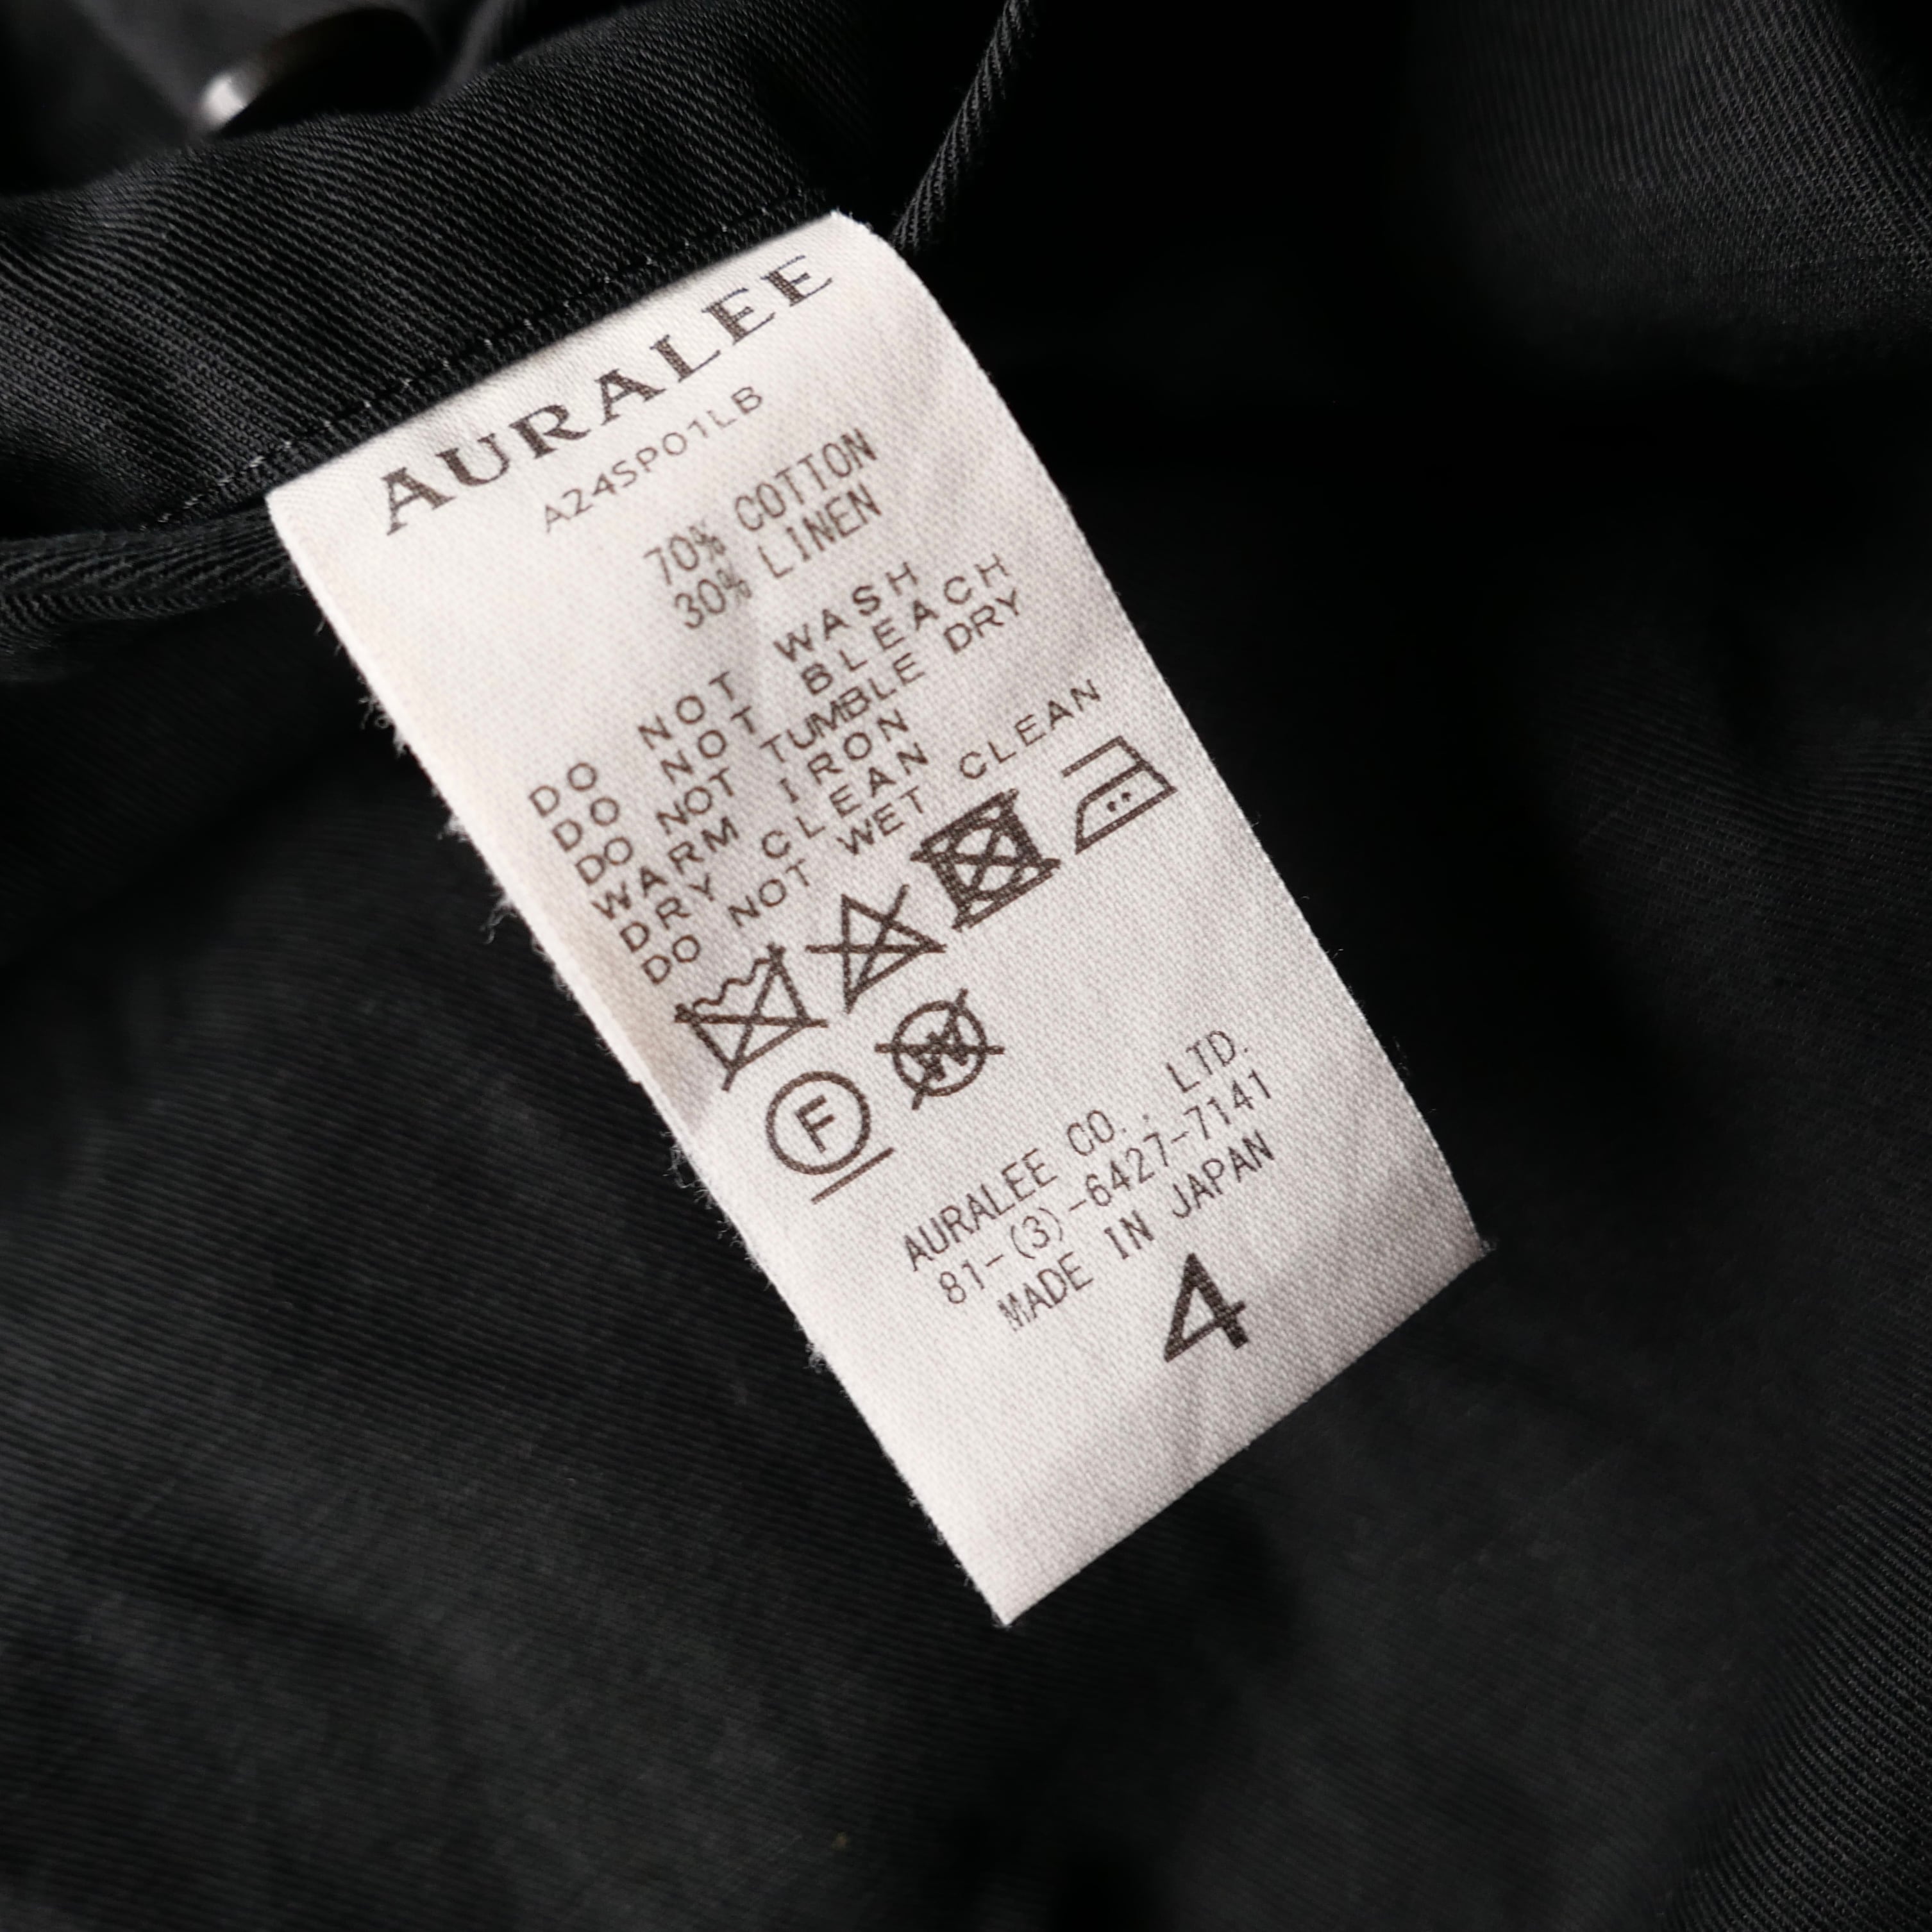 AURALEE
A24SP01LB
70% COTTON
30% LINEN
DO NOT WASH
DO NOT BLEACH
DO NOT TUMBLE DRY
WARM IRON
DRY CLEAN
DO NOT WET CLEAN
F
W
AURALEE CO., LTD.
81-(3)-6427-7141
MADE IN JAPAN
4